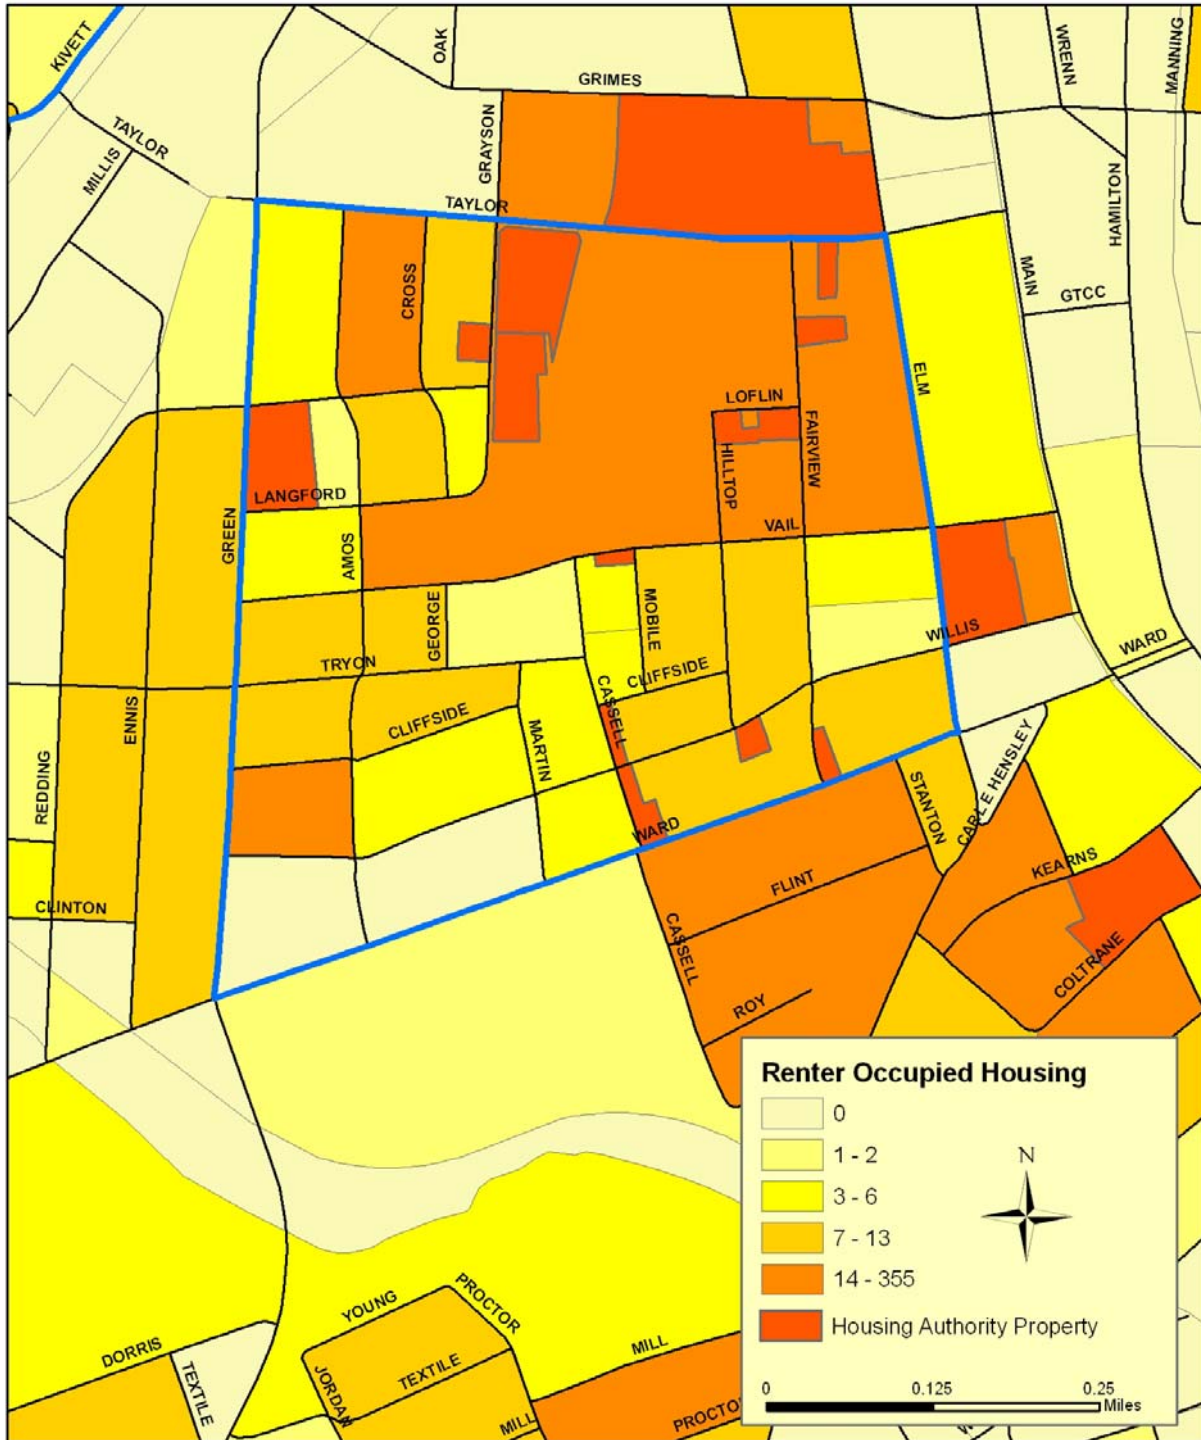 KIVETT
OAK
WRENN
MANNING
GRIMES
TAYLOR
MILLIS
GRAYSON
HAMILTON
TAYLOR
MAIN
GTCC
CROSS
ELM
LOFLIN
FAIRVIEW
HILLTOP
LANGFORD
GREEN
AMOS
VAIL
GEORGE
MOBILE
WILLIS
WARD
TRYON
CLIFFSIDE
ENNIS
CLIFFSIDE
CASSELL
MARTIN
REDDING
CARL E HENSLEY
STANTON
WARD
KEARNS
FLINT
CLINTON
CASSELL
COLTRANE
ROY
Renter Occupied Housing
0
1 - 2
3 - 6
7 - 13
14 - 355
Housing Authority Property
N
0 0.125 0.25
Miles
YOUNG
PROCTOR
DORRIS
TEXTILE
JORDAN
TEXTILE
MILL
MILL
PROCTO